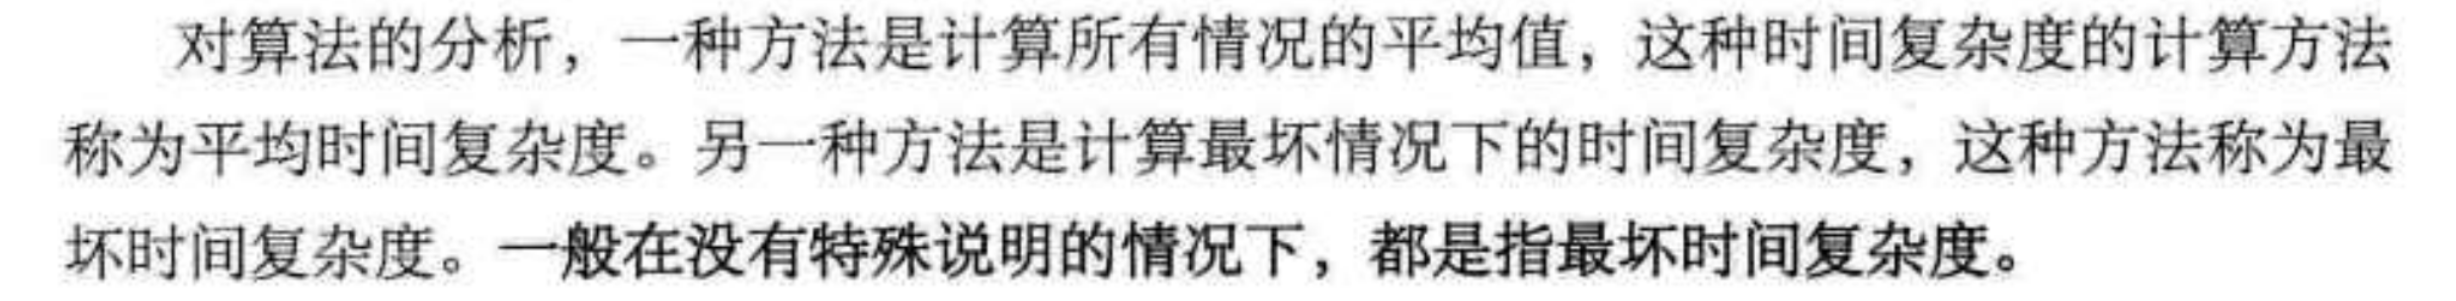 对算法的分析，一种方法是计算所有情况的平均值，这种时间复杂度的计算方法
称为平均时间复杂度。另一种方法是计算最坏情况下的时间复杂度，这种方法称为最
坏时间复杂度。一般在没有特殊说明的情况下，都是指最坏时间复杂度。